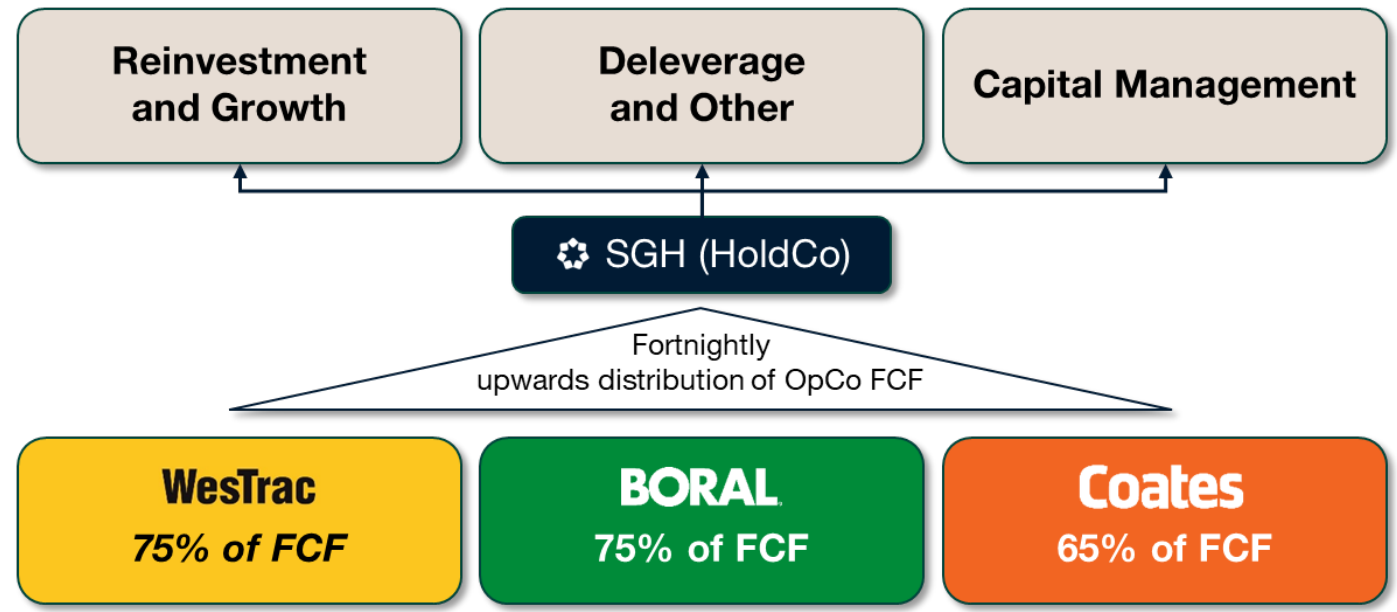 Reinvestment
and Growth
Deleverage
and Other
Capital Management
SGH (HoldCo)
Fortnightly
upwards distribution of OpCo FCF
WesTrac
75% of FCF
BORAL
75% of FCF
Coates
65% of FCF